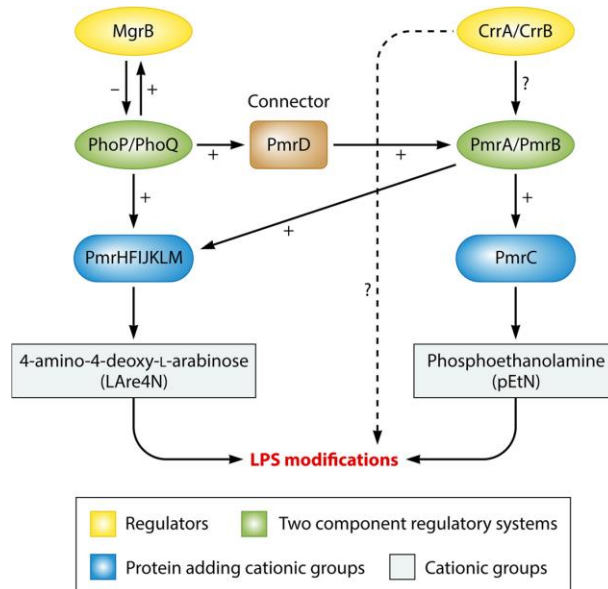 MgrB
CrrA/CrrB
– +
?
Connector
PhoP/PhoQ
+
PmrD
+
PmrA/PmrB
+
+
+
PmrHFIJKLM
PmrC
?
4-amino-4-deoxy-L-arabinose
(LAre4N)
Phosphoethanolamine
(pEtN)
LPS modifications
Regulators
Two component regulatory systems
Protein adding cationic groups
Cationic groups